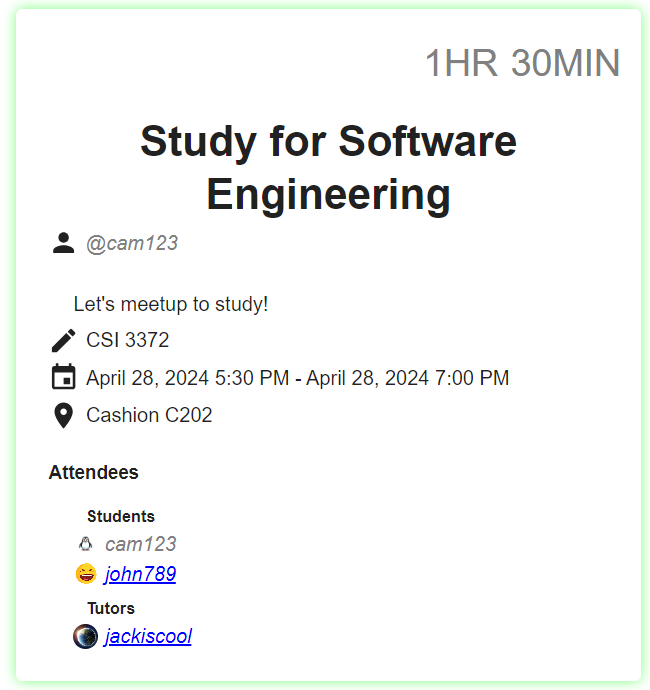 1HR 30MIN
Study for Software
Engineering
@cam123
Let's meetup to study!
CSI 3372
April 28, 2024 5:30 PM - April 28, 2024 7:00 PM
Cashion C202
Attendees
Students
cam123
john789
Tutors
jackiscool